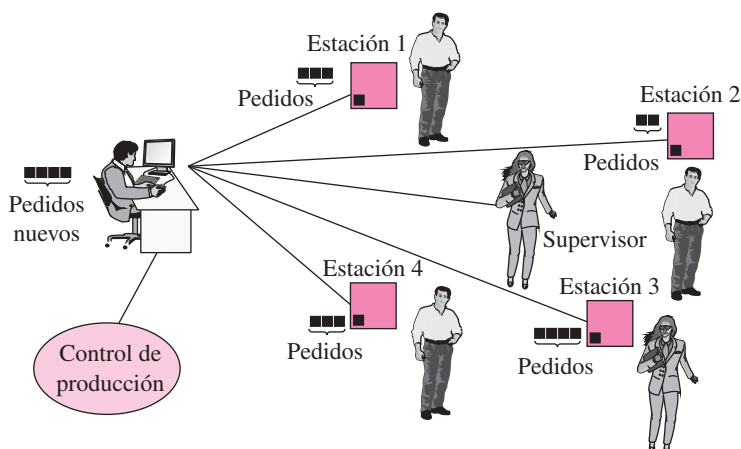 Estación 1
Pedidos
Estación 2
Pedidos
Pedidos
nuevos
Supervisor
Estación 4
Pedidos
Estación 3
Pedidos
Control de
producción